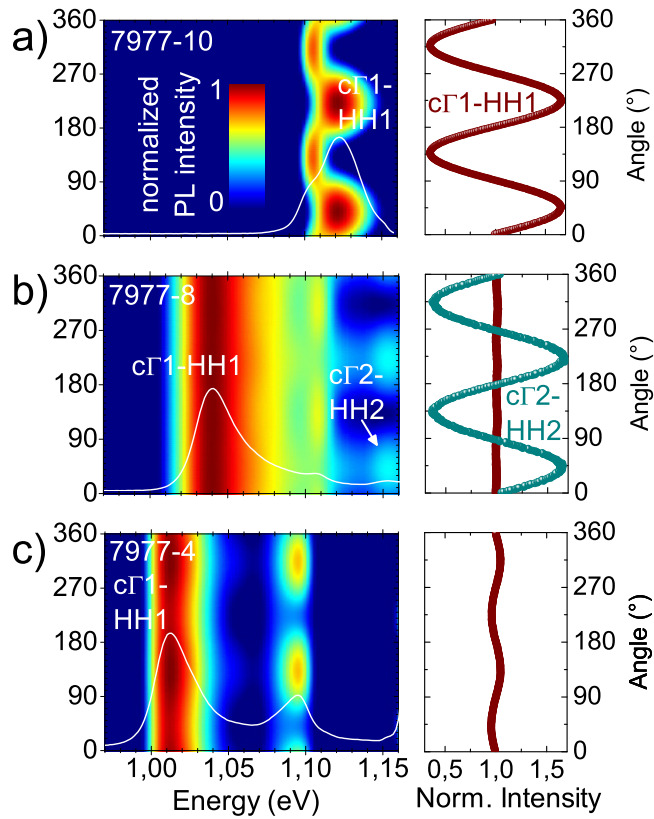 a)
7977-10
normalized
PL intensity
1
0
cΓ1-
HH1
360
270
180
90
0
cΓ1-HH1
360
270
180
90
0
Angle (°)
b)
7977-8
cΓ1-HH1
cΓ2-
HH2
360
270
180
90
0
cΓ2-
HH2
360
270
180
90
0
Angle (°)
c)
7977-4
cΓ1-
HH1
360
270
180
90
0
1,00 1,05 1,10 1,15
Energy (eV)
360
270
180
90
0
Angle (°)
0,5 1,0 1,5
Norm. Intensity